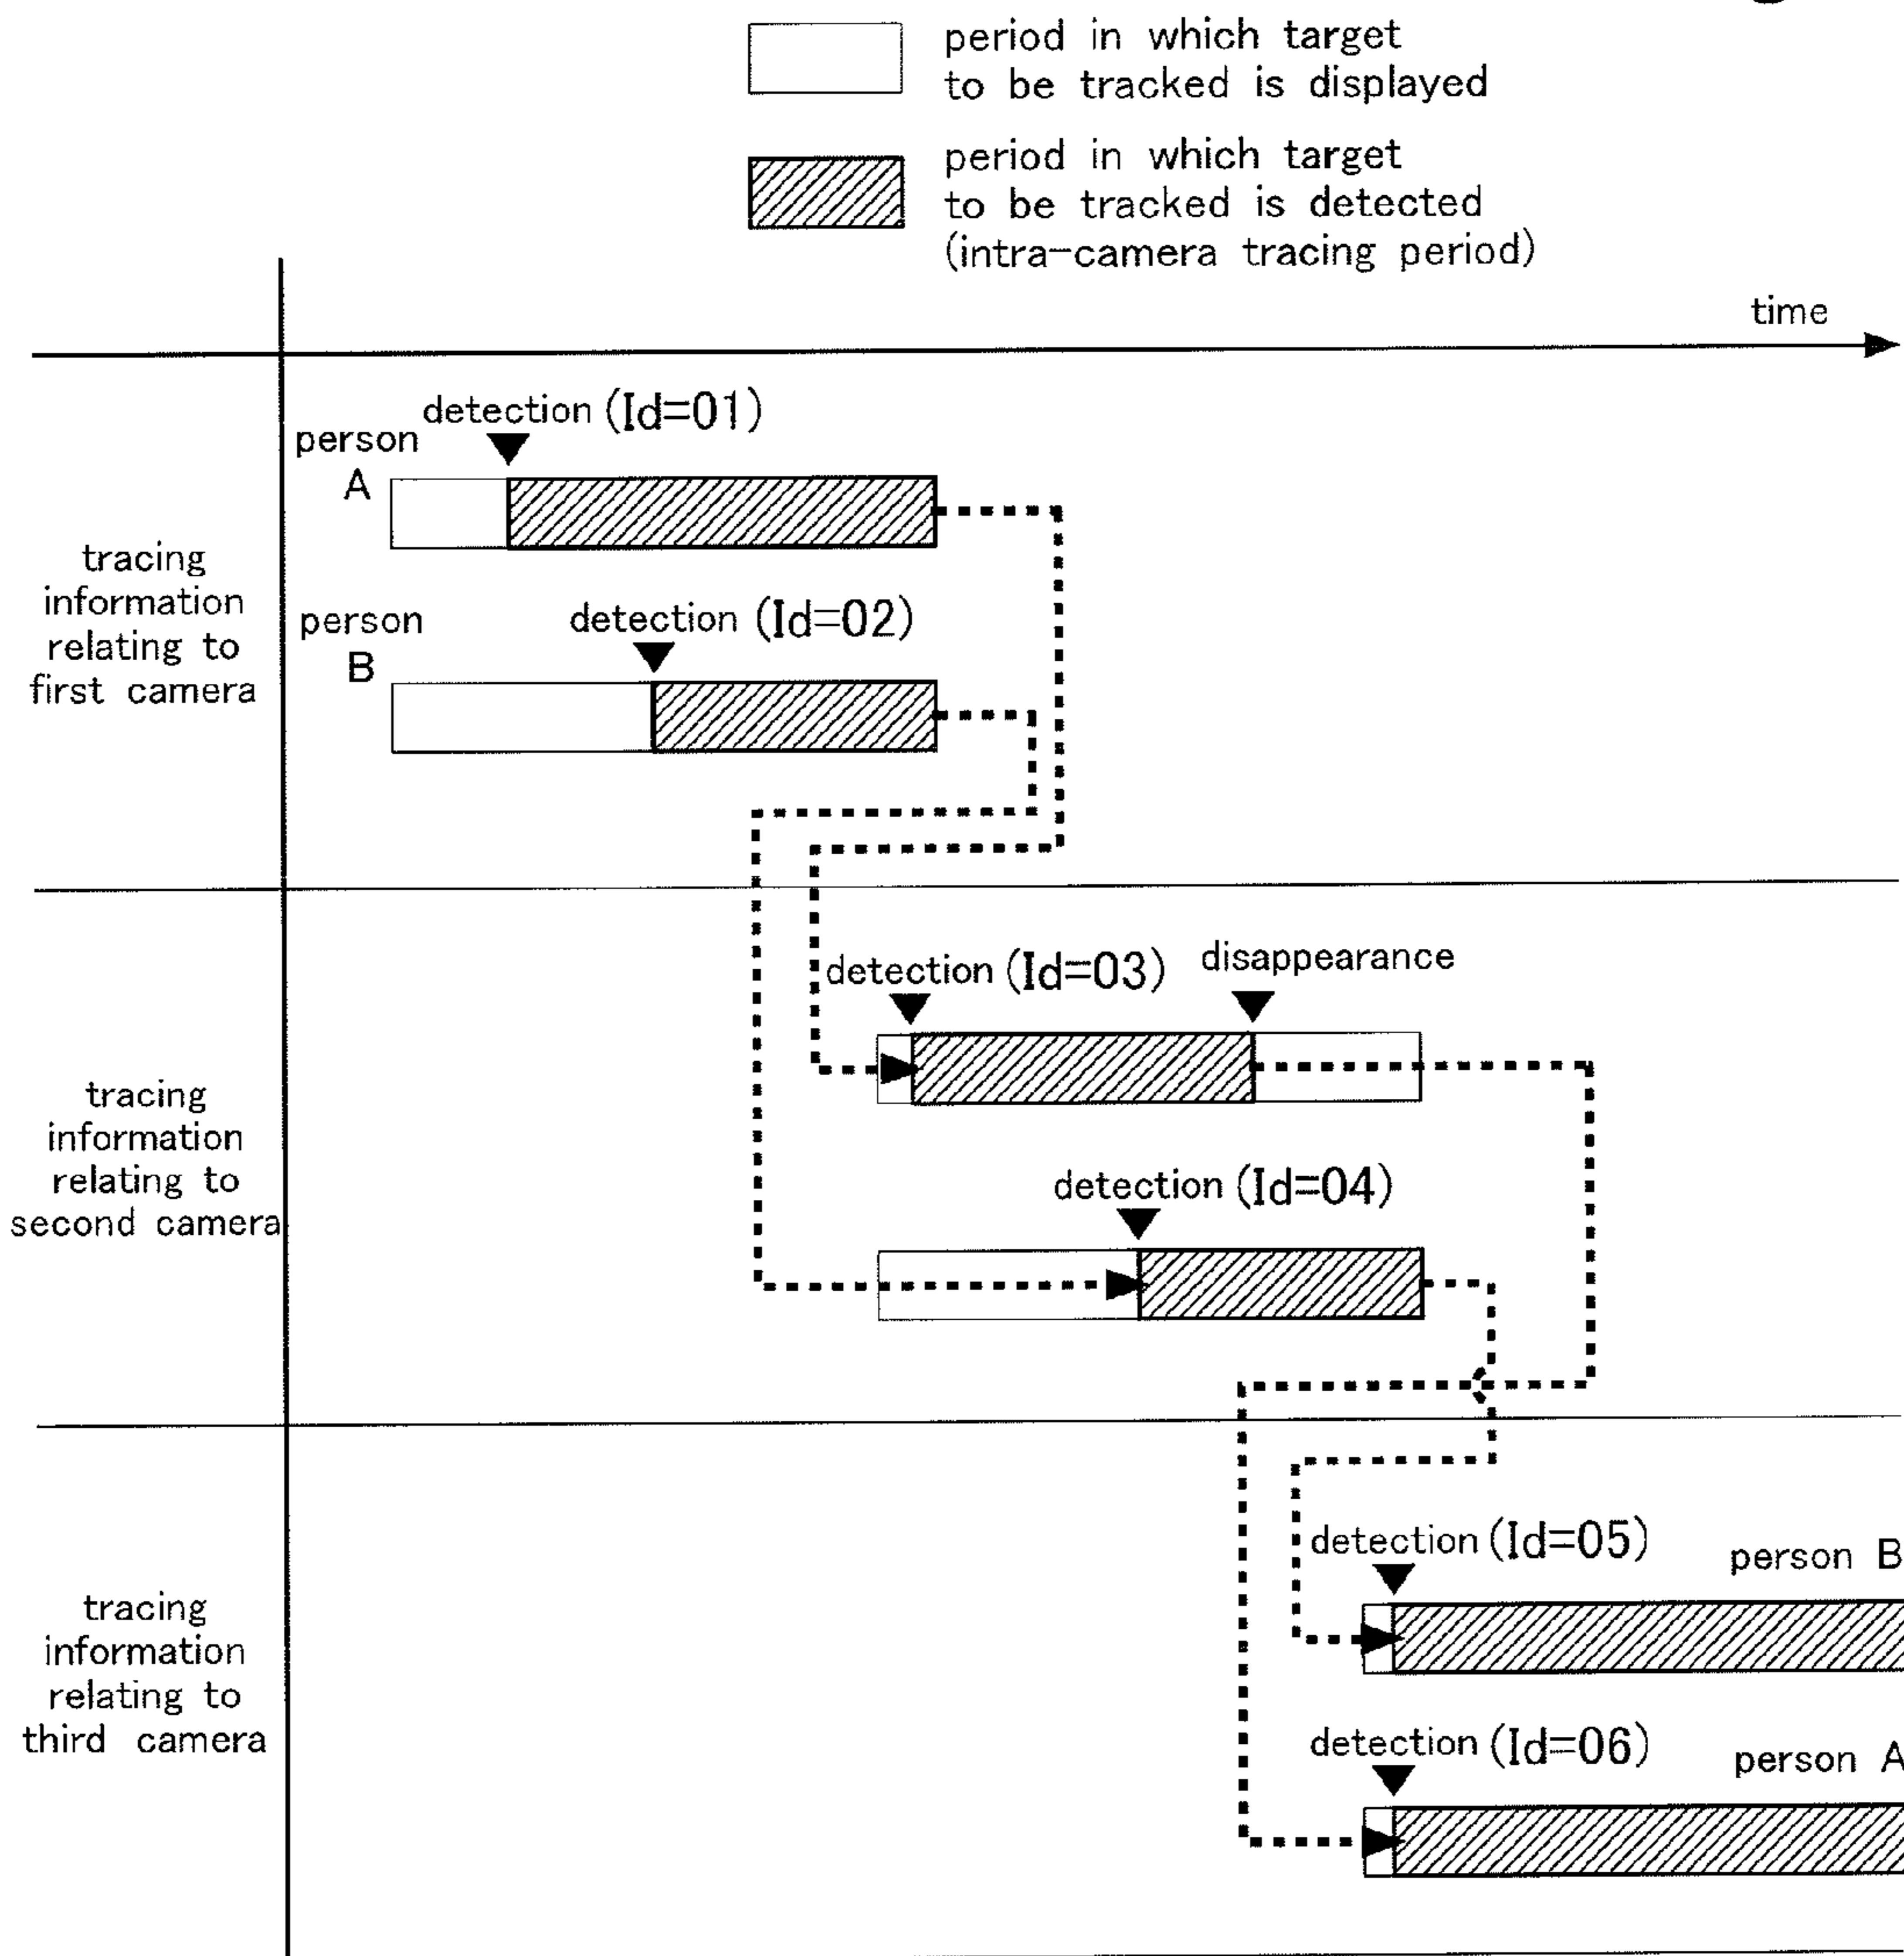 period in which target
to be tracked is displayed
period in which target
to be tracked is detected
(intra-camera tracing period)
time
detection (Id=01)
person
A
tracing
information
relating to
first camera
person
B
detection (Id=02)
detection (Id=03)
disappearance
tracing
information
relating to
second camera
detection (Id=04)
detection (Id=05)
person B
tracing
information
relating to
third camera
detection (Id=06)
person A